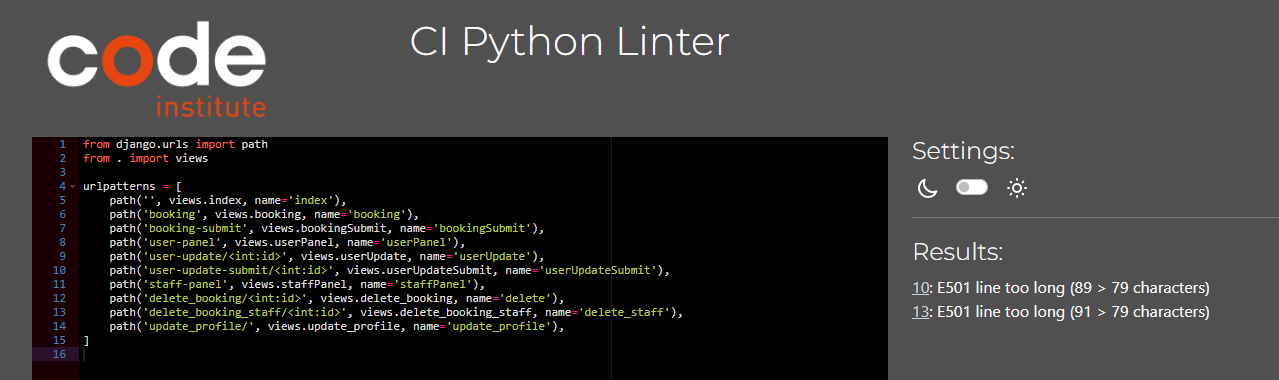 code
institute
CI Python Linter
1 from django.urls import path
2 from . import views
3
4 urlpatterns = [
5     path('', views.index, name='index'),
6     path('booking', views.booking, name='booking'),
7     path('booking-submit', views.bookingSubmit, name='bookingSubmit'),
8     path('user-panel', views.userPanel, name='userPanel'),
9     path('user-update/<int:id>', views.userUpdate, name='userUpdate'),
10     path('user-update-submit/<int:id>', views.userUpdateSubmit, name='userUpdateSubmit'),
11     path('staff-panel', views.staffPanel, name='staffPanel'),
12     path('delete_booking/<int:id>', views.delete_booking, name='delete'),
13     path('delete_booking_staff/<int:id>', views.delete_booking_staff, name='delete_staff'),
14     path('update_profile/', views.update_profile, name='update_profile'),
15 ]
16
Settings:
Results:
10: E501 line too long (89 > 79 characters)
13: E501 line too long (91 > 79 characters)